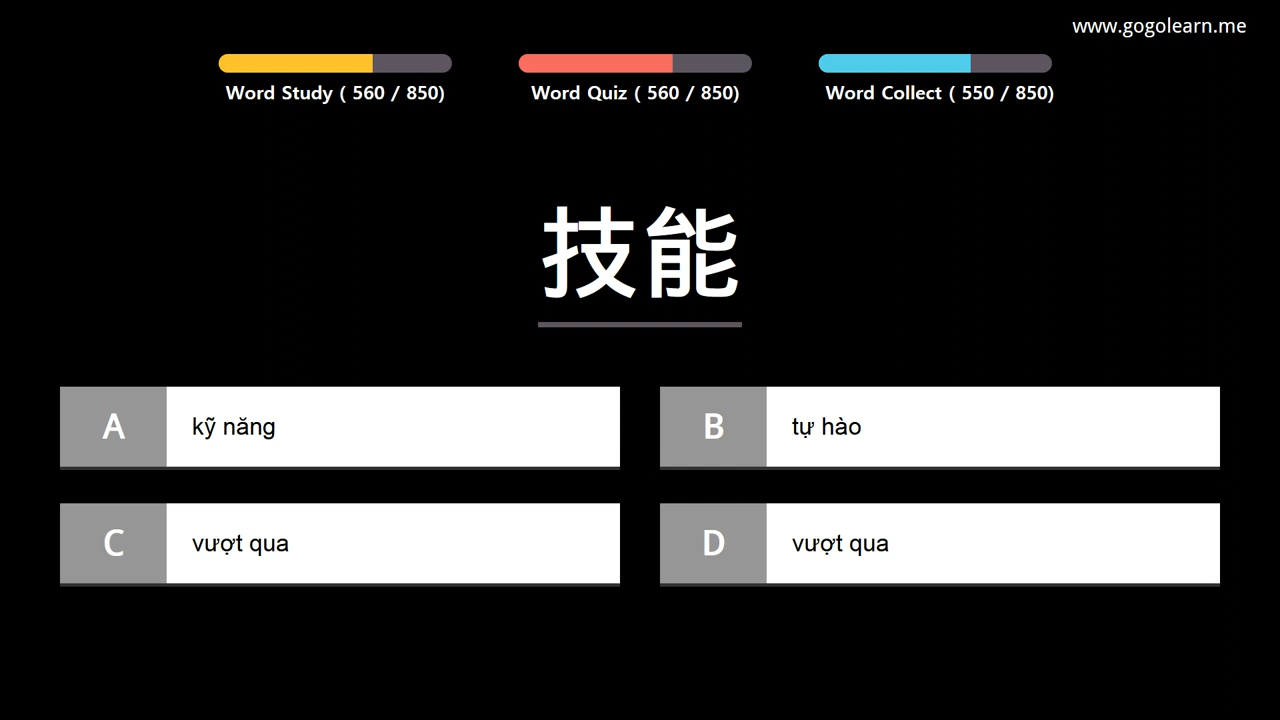 www.gogolearn.me
Word Study ( 560 / 850)
Word Quiz ( 560 / 850)
Word Collect ( 550 / 850)
技能
A kỹ năng
B tự hào
C vượt qua
D vượt qua